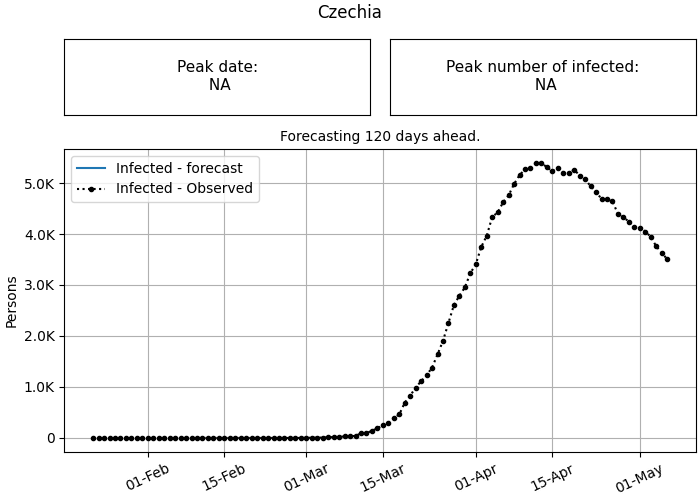 Czechia
Peak date:
NA
Peak number of infected:
NA
Forecasting 120 days ahead.
Infected - forecast
Infected - Observed
5.0K
4.0K
3.0K
2.0K
1.0K
0
Persons
01-Feb
15-Feb
01-Mar
15-Mar
01-Apr
15-Apr
01-May